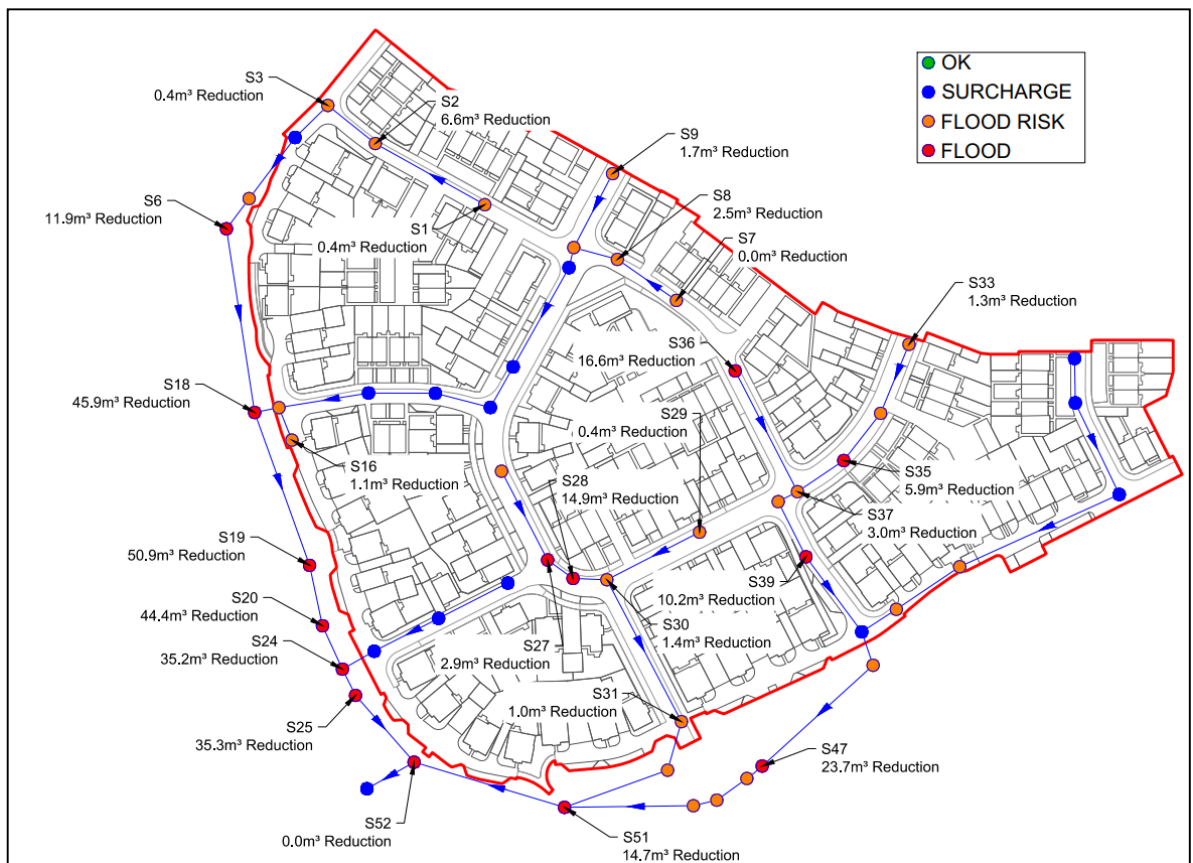 OK
SURCHARGE
FLOOD RISK
FLOOD
S3
0.4m³ Reduction
S2
6.6m³ Reduction
S9
1.7m³ Reduction
S6
11.9m³ Reduction
S1
0.4m³ Reduction
S8
2.5m³ Reduction
S7
0.0m³ Reduction
S33
1.3m³ Reduction
S36
16.6m³ Reduction
S18
45.9m³ Reduction
S29
0.4m³ Reduction
S16
1.1m³ Reduction
S28
14.9m³ Reduction
S35
5.9m³ Reduction
S37
3.0m³ Reduction
S19
50.9m³ Reduction
S39
10.2m³ Reduction
S20
44.4m³ Reduction
S30
1.4m³ Reduction
S24
35.2m³ Reduction
S27
2.9m³ Reduction
S31
1.0m³ Reduction
S25
35.3m³ Reduction
S47
23.7m³ Reduction
S52
0.0m³ Reduction
S51
14.7m³ Reduction